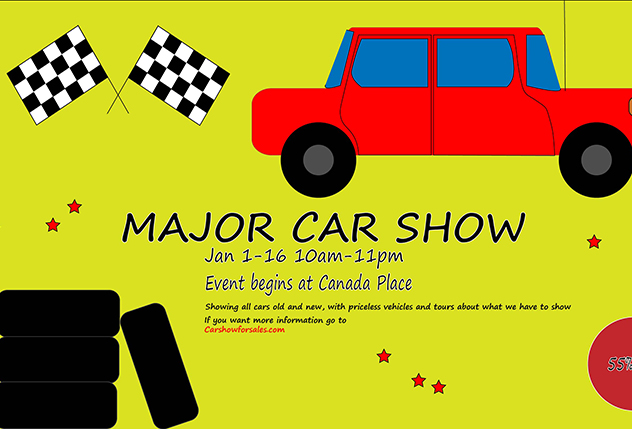 MAJOR CAR SHOW
Jan 1-16 10am-11pm
Event begins at Canada Place
Showing all cars old and new, with priceless vehicles and tours about what we have to show
If you want more information go to
Carshowforsales.com
55%